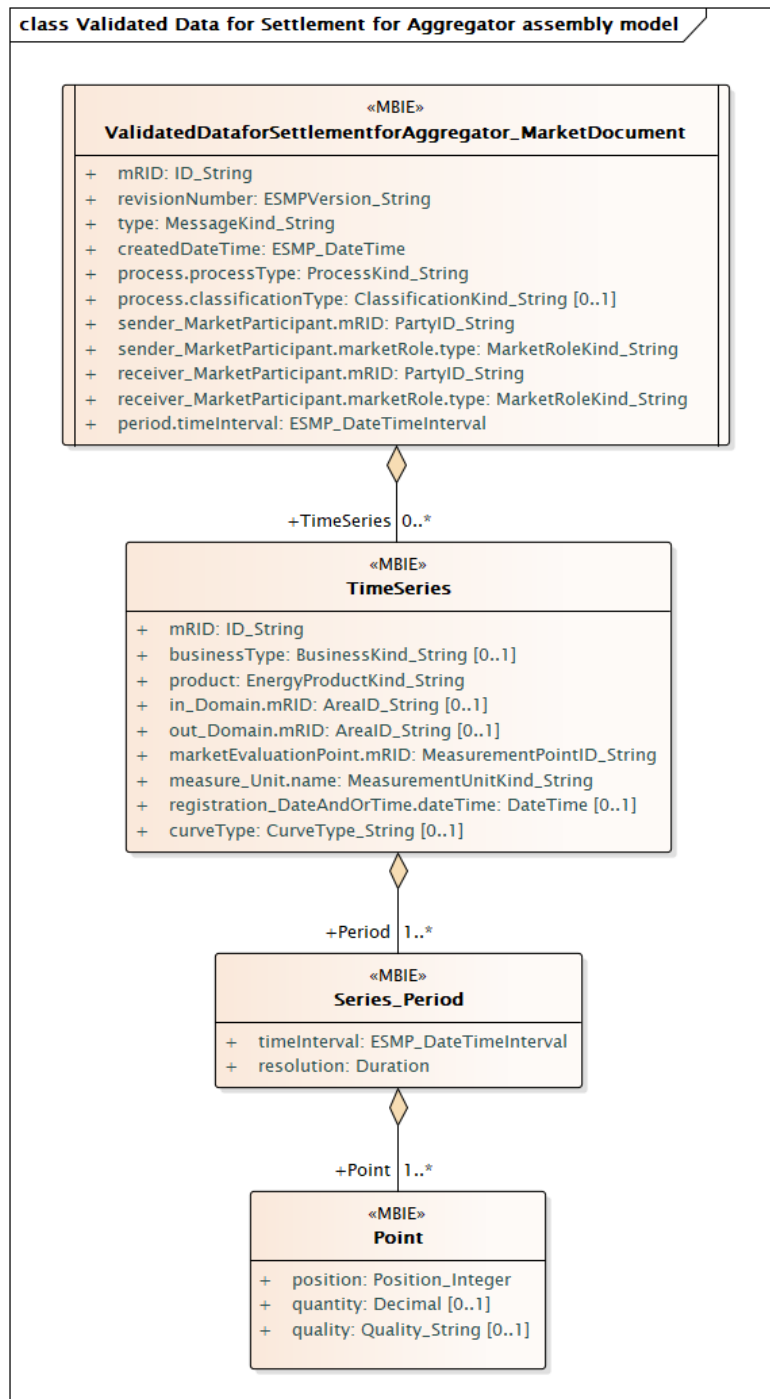 class Validated Data for Settlement for Aggregator assembly model
«MBIE»
ValidatedDataforSettlementforAggregator_MarketDocument
+ mRID: ID_String
+ revisionNumber: ESMPVersion_String
+ type: MessageKind_String
+ createdDateTime: ESMP_DateTime
+ process.processType: ProcessKind_String
+ process.classificationType: ClassificationKind_String [0..1]
+ sender_MarketParticipant.mRID: PartyID_String
+ sender_MarketParticipant.marketRole.type: MarketRoleKind_String
+ receiver_MarketParticipant.mRID: PartyID_String
+ receiver_MarketParticipant.marketRole.type: MarketRoleKind_String
+ period.timeInterval: ESMP_DateTimeInterval
+TimeSeries 0..*
«MBIE»
TimeSeries
+ mRID: ID_String
+ businessType: BusinessKind_String [0..1]
+ product: EnergyProductKind_String
+ in_Domain.mRID: AreaID_String [0..1]
+ out_Domain.mRID: AreaID_String [0..1]
+ marketEvaluationPoint.mRID: MeasurementPointID_String
+ measure_Unit.name: MeasurementUnitKind_String
+ registration_DateAndOrTime.dateTime: DateTime [0..1]
+ curveType: CurveType_String [0..1]
+Period 1..*
«MBIE»
Series_Period
+ timeInterval: ESMP_DateTimeInterval
+ resolution: Duration
+Point 1..*
«MBIE»
Point
+ position: Position_Integer
+ quantity: Decimal [0..1]
+ quality: Quality_String [0..1]